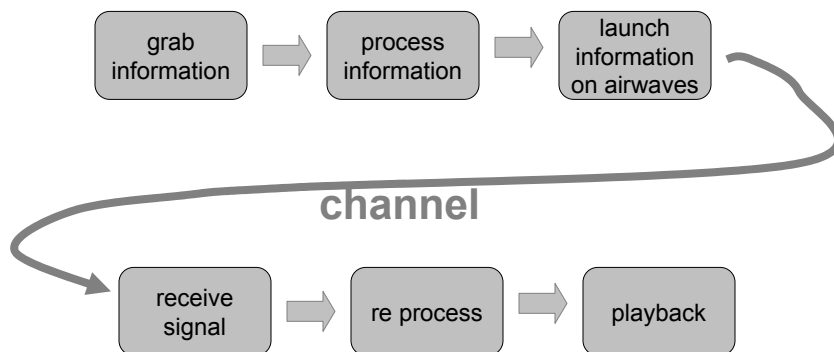 grab
information
process
information
launch
information
on airwaves
channel
receive
signal
re process
playback